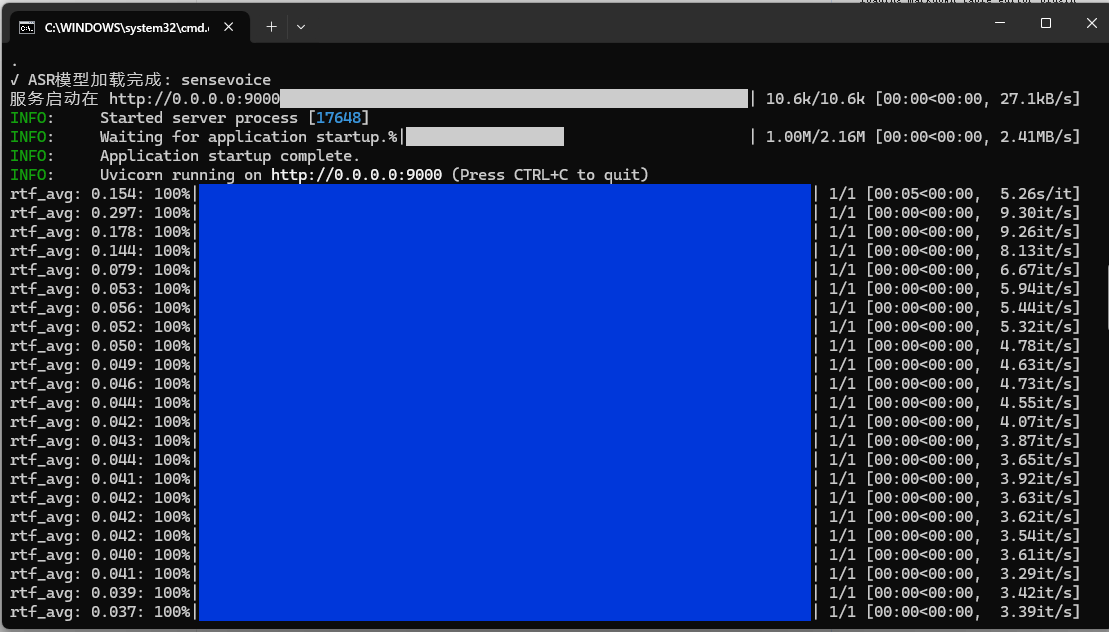 C:\WINDOWS\system32\cmd.
.
√ ASR模型加载完成: sensevoice
服务启动在 http://0.0.0.0:9000 | 10.6k/10.6k [00:00<00:00, 27.1kB/s]
INFO: Started server process [17648]
INFO: Waiting for application startup.%| | 1.00M/2.16M [00:00<00:00, 2.41MB/s]
INFO: Application startup complete.
INFO: Uvicorn running on http://0.0.0.0:9000 (Press CTRL+C to quit)
rtf_avg: 0.154: 100%| | 1/1 [00:05<00:00, 5.26s/it]
rtf_avg: 0.297: 100%| | 1/1 [00:00<00:00, 9.30it/s]
rtf_avg: 0.178: 100%| | 1/1 [00:00<00:00, 9.26it/s]
rtf_avg: 0.144: 100%| | 1/1 [00:00<00:00, 8.13it/s]
rtf_avg: 0.079: 100%| | 1/1 [00:00<00:00, 6.67it/s]
rtf_avg: 0.053: 100%| | 1/1 [00:00<00:00, 5.94it/s]
rtf_avg: 0.056: 100%| | 1/1 [00:00<00:00, 5.44it/s]
rtf_avg: 0.052: 100%| | 1/1 [00:00<00:00, 5.32it/s]
rtf_avg: 0.050: 100%| | 1/1 [00:00<00:00, 4.78it/s]
rtf_avg: 0.049: 100%| | 1/1 [00:00<00:00, 4.63it/s]
rtf_avg: 0.046: 100%| | 1/1 [00:00<00:00, 4.73it/s]
rtf_avg: 0.044: 100%| | 1/1 [00:00<00:00, 4.55it/s]
rtf_avg: 0.042: 100%| | 1/1 [00:00<00:00, 4.07it/s]
rtf_avg: 0.043: 100%| | 1/1 [00:00<00:00, 3.87it/s]
rtf_avg: 0.044: 100%| | 1/1 [00:00<00:00, 3.65it/s]
rtf_avg: 0.041: 100%| | 1/1 [00:00<00:00, 3.92it/s]
rtf_avg: 0.042: 100%| | 1/1 [00:00<00:00, 3.63it/s]
rtf_avg: 0.042: 100%| | 1/1 [00:00<00:00, 3.62it/s]
rtf_avg: 0.042: 100%| | 1/1 [00:00<00:00, 3.54it/s]
rtf_avg: 0.040: 100%| | 1/1 [00:00<00:00, 3.61it/s]
rtf_avg: 0.041: 100%| | 1/1 [00:00<00:00, 3.29it/s]
rtf_avg: 0.039: 100%| | 1/1 [00:00<00:00, 3.42it/s]
rtf_avg: 0.037: 100%| | 1/1 [00:00<00:00, 3.39it/s]